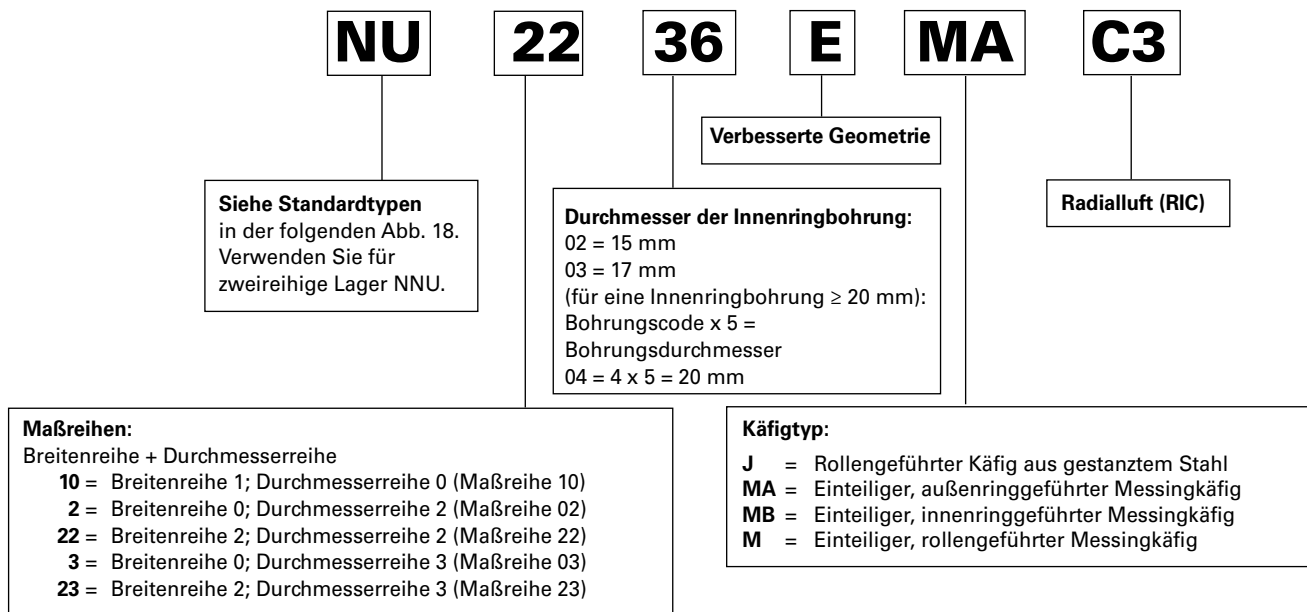 NU 22 36 E MA C3
Verbesserte Geometrie
Siehe Standardtypen
in der folgenden Abb. 18.
Verwenden Sie für
zweireihige Lager NNU.
Durchmesser der Innenringbohrung:
02 = 15 mm
03 = 17 mm
(für eine Innenringbohrung ≥ 20 mm):
Bohrungscode x 5 =
Bohrungsdurchmesser
04 = 4 x 5 = 20 mm
Radialluft (RIC)
Maßreihen:
Breitenreihe + Durchmesserreihe
10 = Breitenreihe 1; Durchmesserreihe 0 (Maßreihe 10)
2 = Breitenreihe 0; Durchmesserreihe 2 (Maßreihe 02)
22 = Breitenreihe 2; Durchmesserreihe 2 (Maßreihe 22)
3 = Breitenreihe 0; Durchmesserreihe 3 (Maßreihe 03)
23 = Breitenreihe 2; Durchmesserreihe 3 (Maßreihe 23)
Käfigtyp:
J = Rollengeführter Käfig aus gestanztem Stahl
MA = Einteiliger, außenringgeführter Messingkäfig
MB = Einteiliger, innenringgeführter Messingkäfig
M = Einteiliger, rollengeführter Messingkäfig